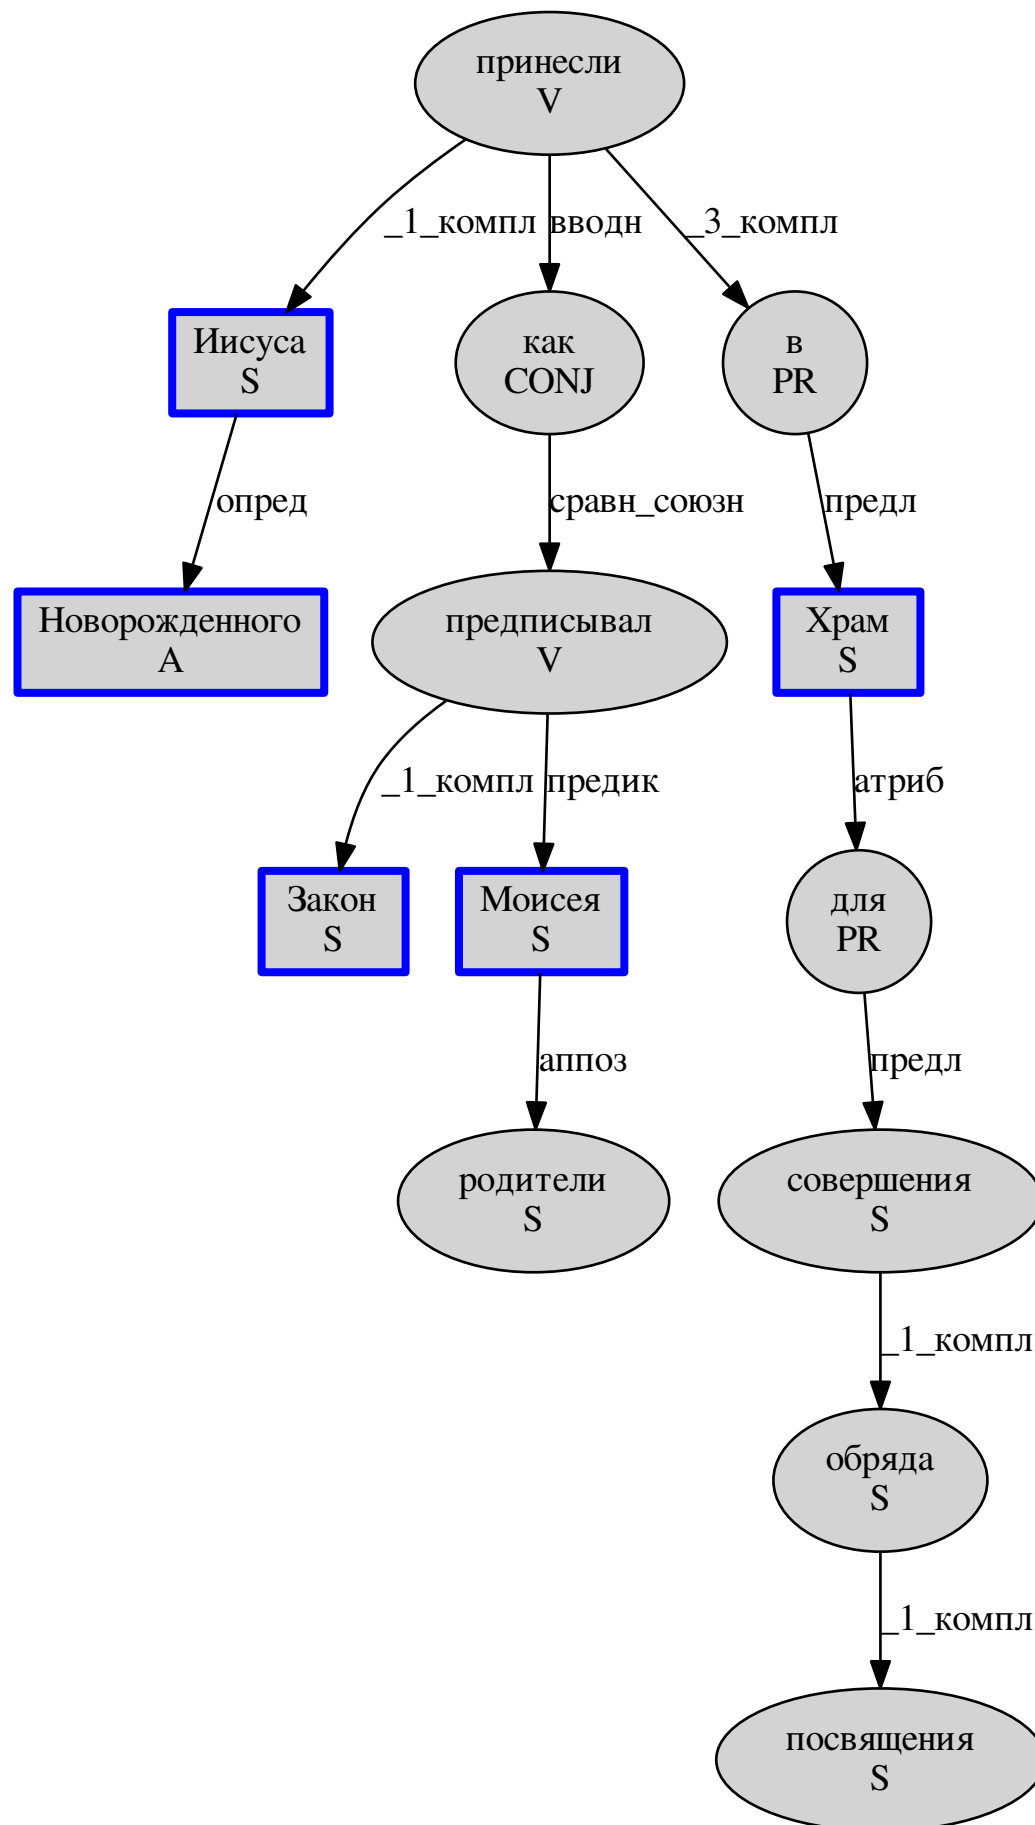 принесли
V
_1_компл
вводн
_3_компл
Иисуса
S
как
CONJ
в
PR
опред
сравн_союзн
предл
Новорожденного
A
предписывал
V
Храм
S
_1_компл
предик
атриб
Закон
S
Моисея
S
для
PR
аппоз
предл
родители
S
совершения
S
_1_компл
обряда
S
_1_компл
посвящения
S